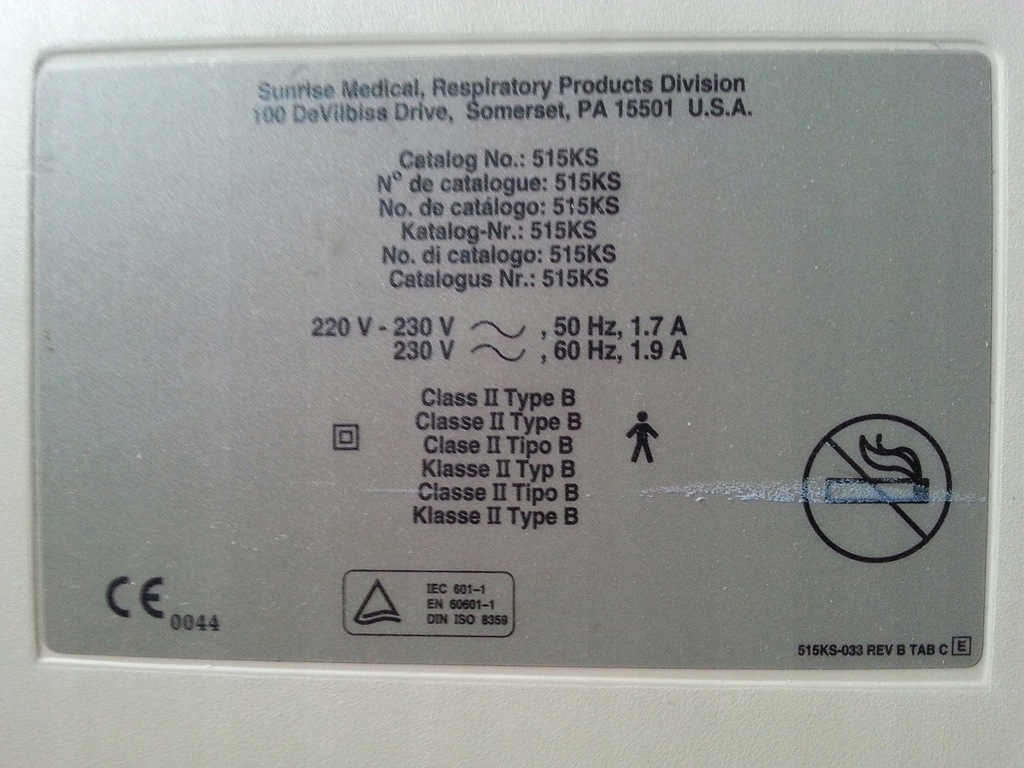 Sunrise Medical, Respiratory Products Division
100 DeVilbiss Drive, Somerset, PA 15501 U.S.A.
Catalog No.: 515KS
N° de catalogue: 515KS
No. de catálogo: 515KS
Katalog-Nr.: 515KS
No. di catalogo: 515KS
Catalogus Nr.: 515KS
220 V - 230 V ~ , 50 Hz, 1.7 A
230 V ~ , 60 Hz, 1.9 A
Class II Type B
Classe II Type B
Clase II Tipo B
Klasse II Typ B
Classe II Tipo B
Klasse II Type B
CE 0044
IEC 601-1
EN 60601-1
DIN ISO 8359
515KS-033 REV B TAB C E